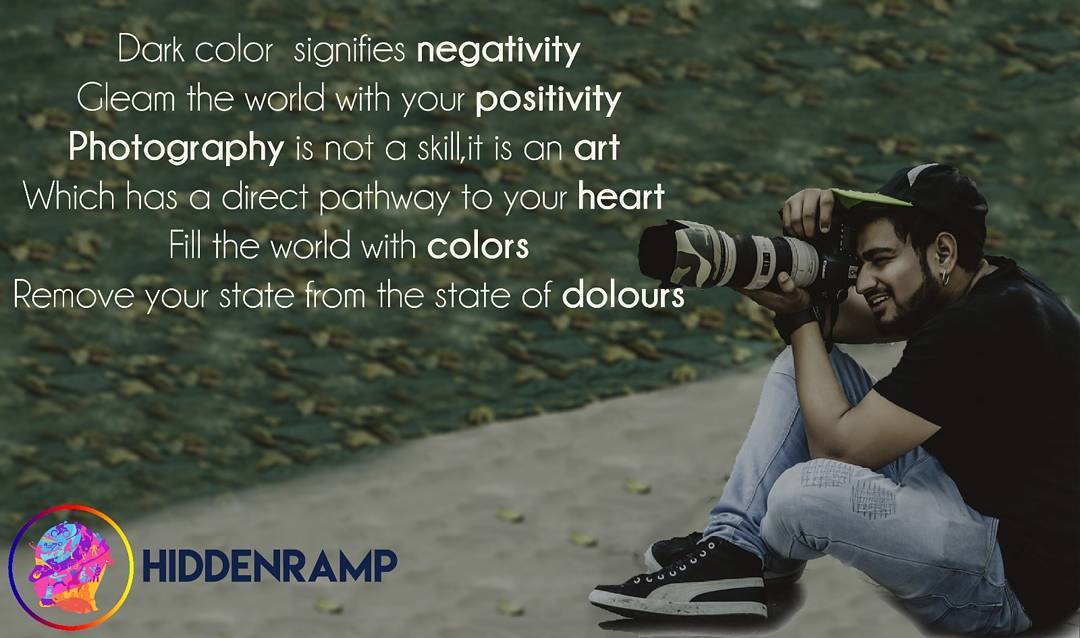 Dark color signifies negativity
Gleam the world with your positivity
Photography is not a skill,it is an art
Which has a direct pathway to your heart
Fill the world with colors
Remove your state from the state of dolours
HIDDENRAMP